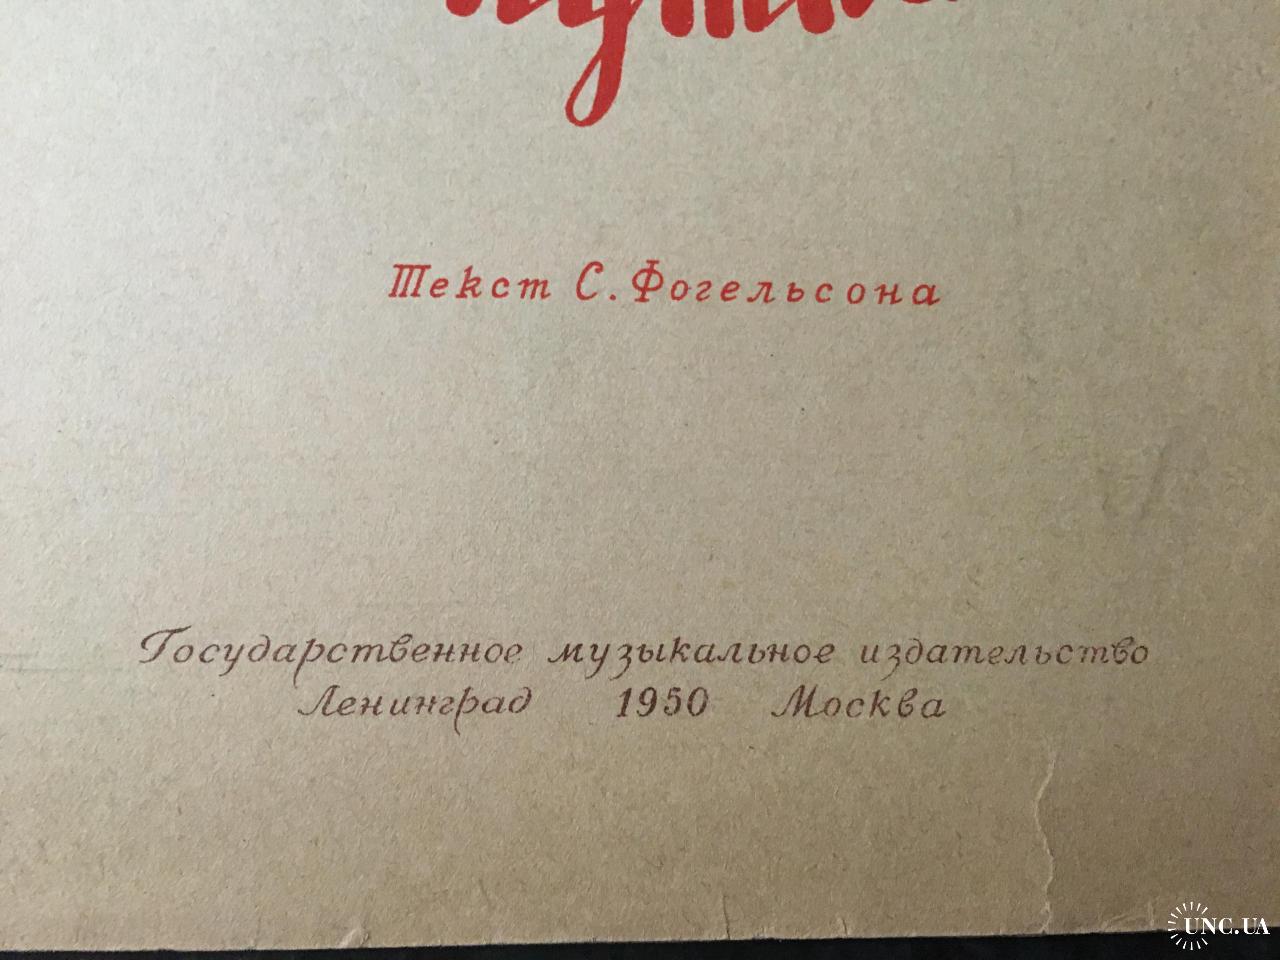 Текст С. Фогельсона
Государственное музыкальное издательство
Ленинград 1950 Москва
UNC.UA